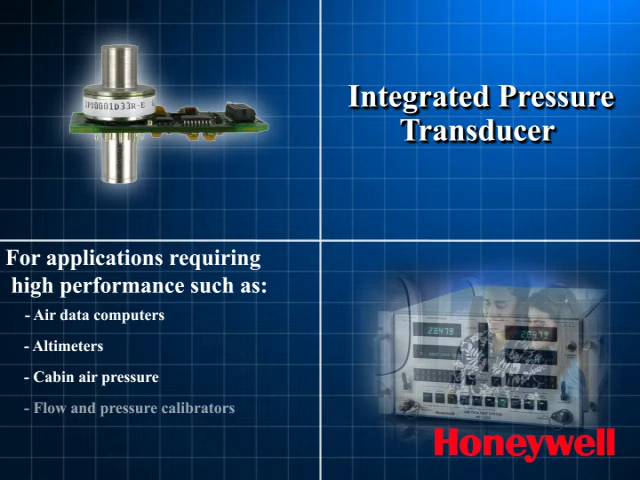 IPT0001D33R-E
Integrated Pressure
Transducer
For applications requiring
high performance such as:
- Air data computers
- Altimeters
- Cabin air pressure
- Flow and pressure calibrators
Honeywell